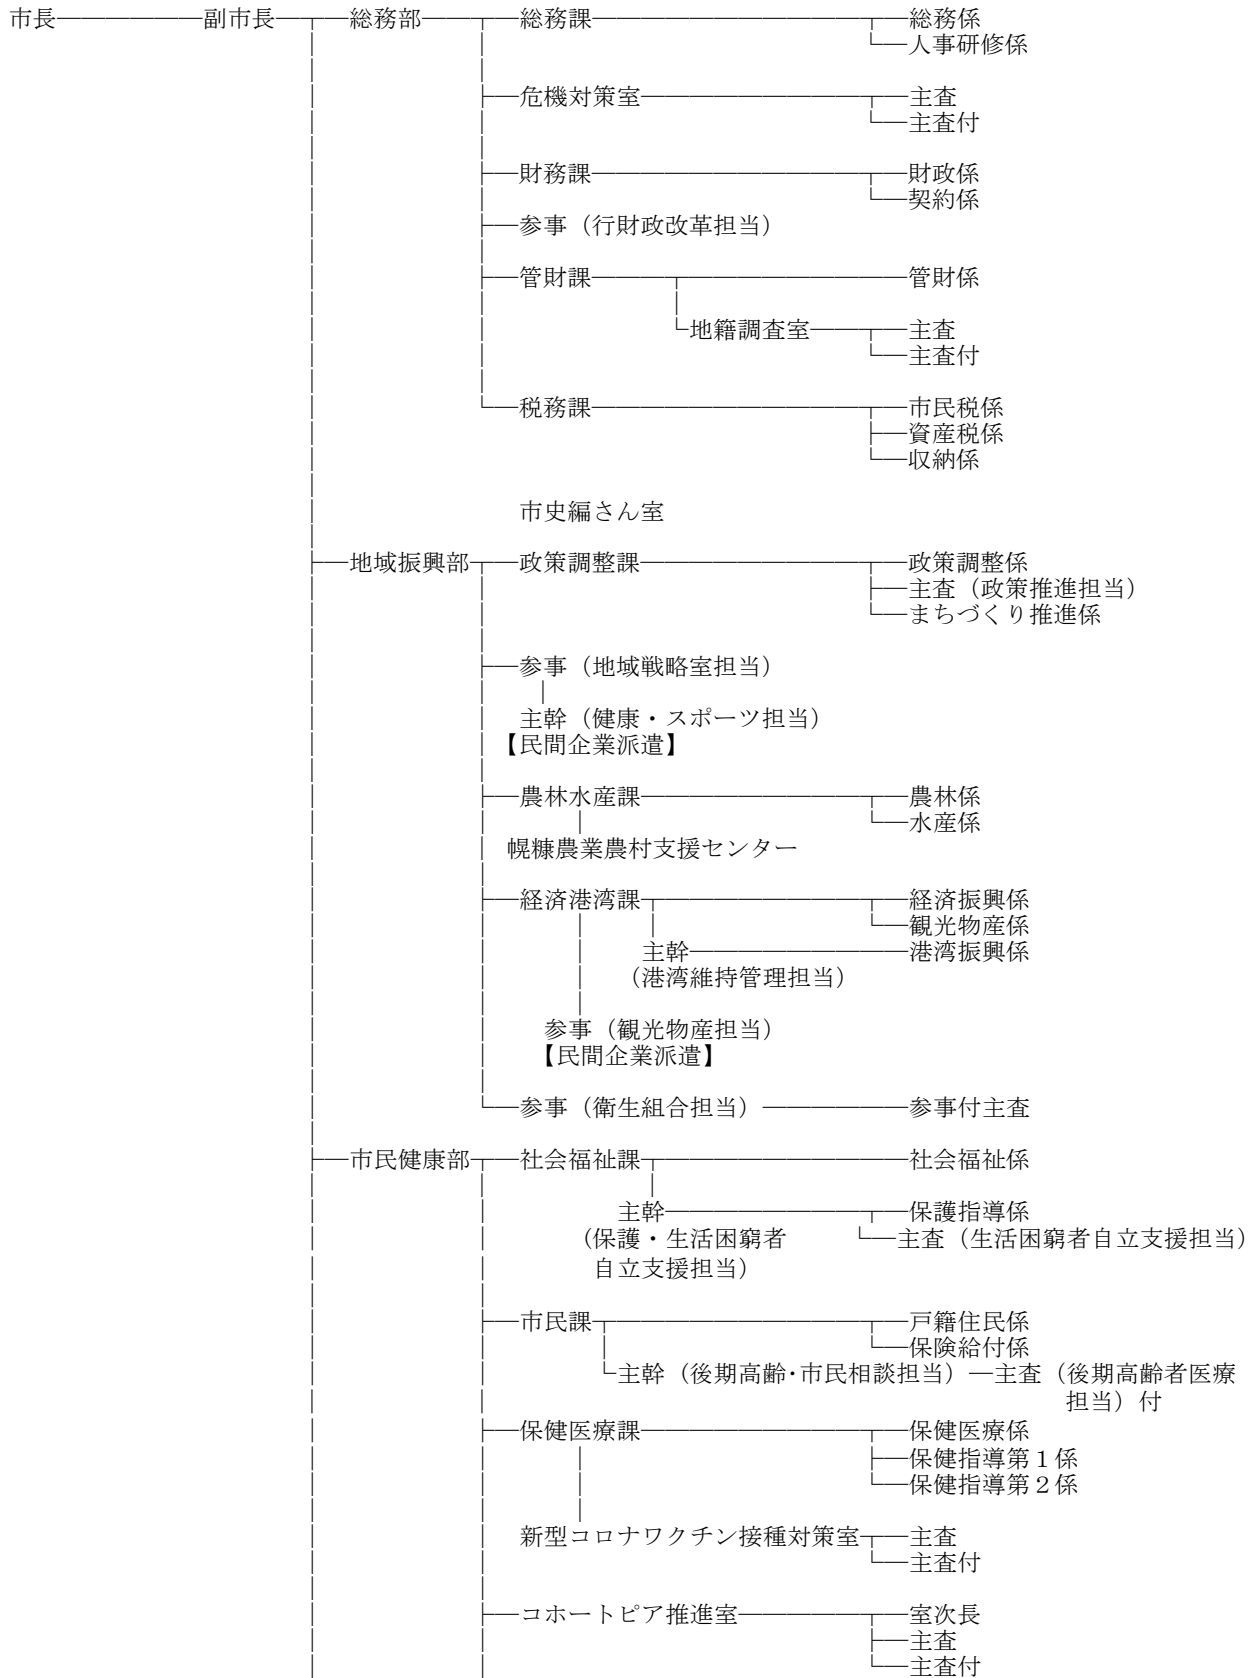 市長 副市長 総務部 総務課 総務係
人事研修係
危機対策室 主査
主査付
財務課 財政係
契約係
参事（行財政改革担当）
管財課 管財係
地籍調査室 主査
主査付
税務課 市民税係
資産税係
収納係
市史編さん室
地域振興部 政策調整課 政策調整係
主査（政策推進担当）
まちづくり推進係
参事（地域戦略室担当）
主幹（健康・スポーツ担当）
【民間企業派遣】
農林水産課 農林係
水産係
幌糠農業農村支援センター
経済港湾課 経済振興係
観光物産係
主幹 港湾振興係
（港湾維持管理担当）
参事（観光物産担当）
【民間企業派遣】
参事（衛生組合担当） 参事付主査
市民健康部 社会福祉課 社会福祉係
主幹 保護指導係
（保護・生活困窮者 主査（生活困窮者自立支援担当）
自立支援担当）
市民課 戸籍住民係
保険給付係
主幹（後期高齢・市民相談担当） 主査（後期高齢者医療
担当）付
保健医療課 保健医療係
保健指導第１係
保健指導第２係
新型コロナワクチン接種対策室 主査
主査付
コホートピア推進室 室次長
主査
主査付